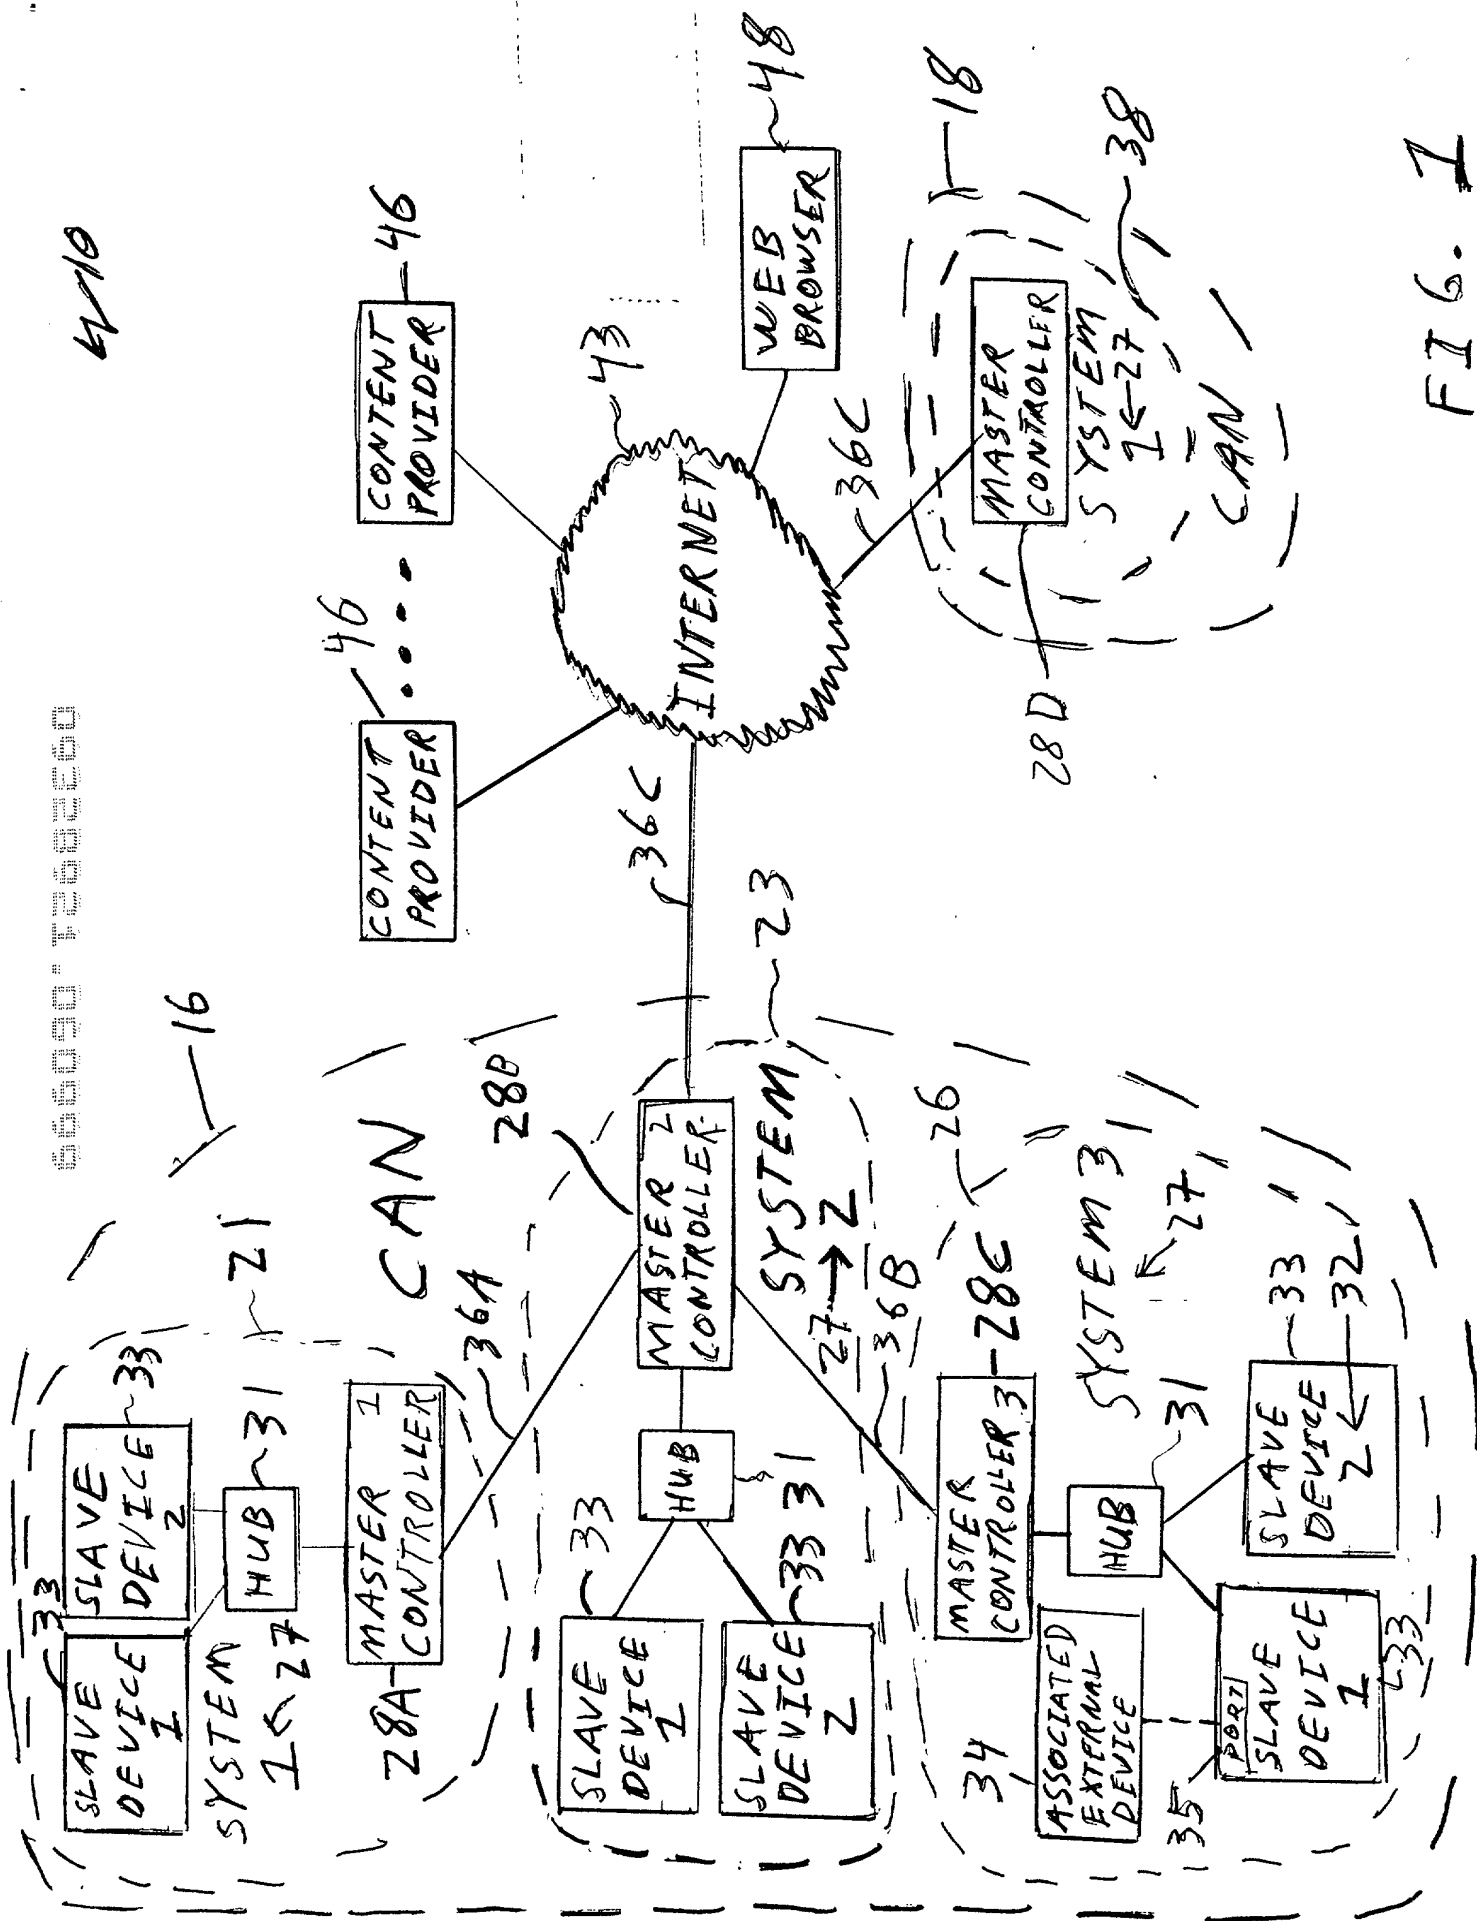 4/10
16
CAN
21
33
SLAVE
DEVICE
1
33
SLAVE
DEVICE
2
HUB
31
SYSTEM
1 ← 27
MASTER 1
CONTROLLER
28A
36A
28B
MASTER 2
CONTROLLER
SYSTEM
27 → 2
23
HUB
31
33
SLAVE
DEVICE
1
33
SLAVE
DEVICE
2
36B
26
28C
MASTER
CONTROLLER 3
SYSTEM 3
27
HUB
31
34
ASSOCIATED
EXTERNAL
DEVICE
35
PORT
SLAVE
DEVICE
1
33
SLAVE
DEVICE
2 ← 32
33
36C
CONTENT
PROVIDER
46
CONTENT
PROVIDER
46
INTERNET
43
WEB
BROWSER
48
36C
18
MASTER
CONTROLLER
28D
SYSTEM
1 ← 27
38
CAN
FIG. 1